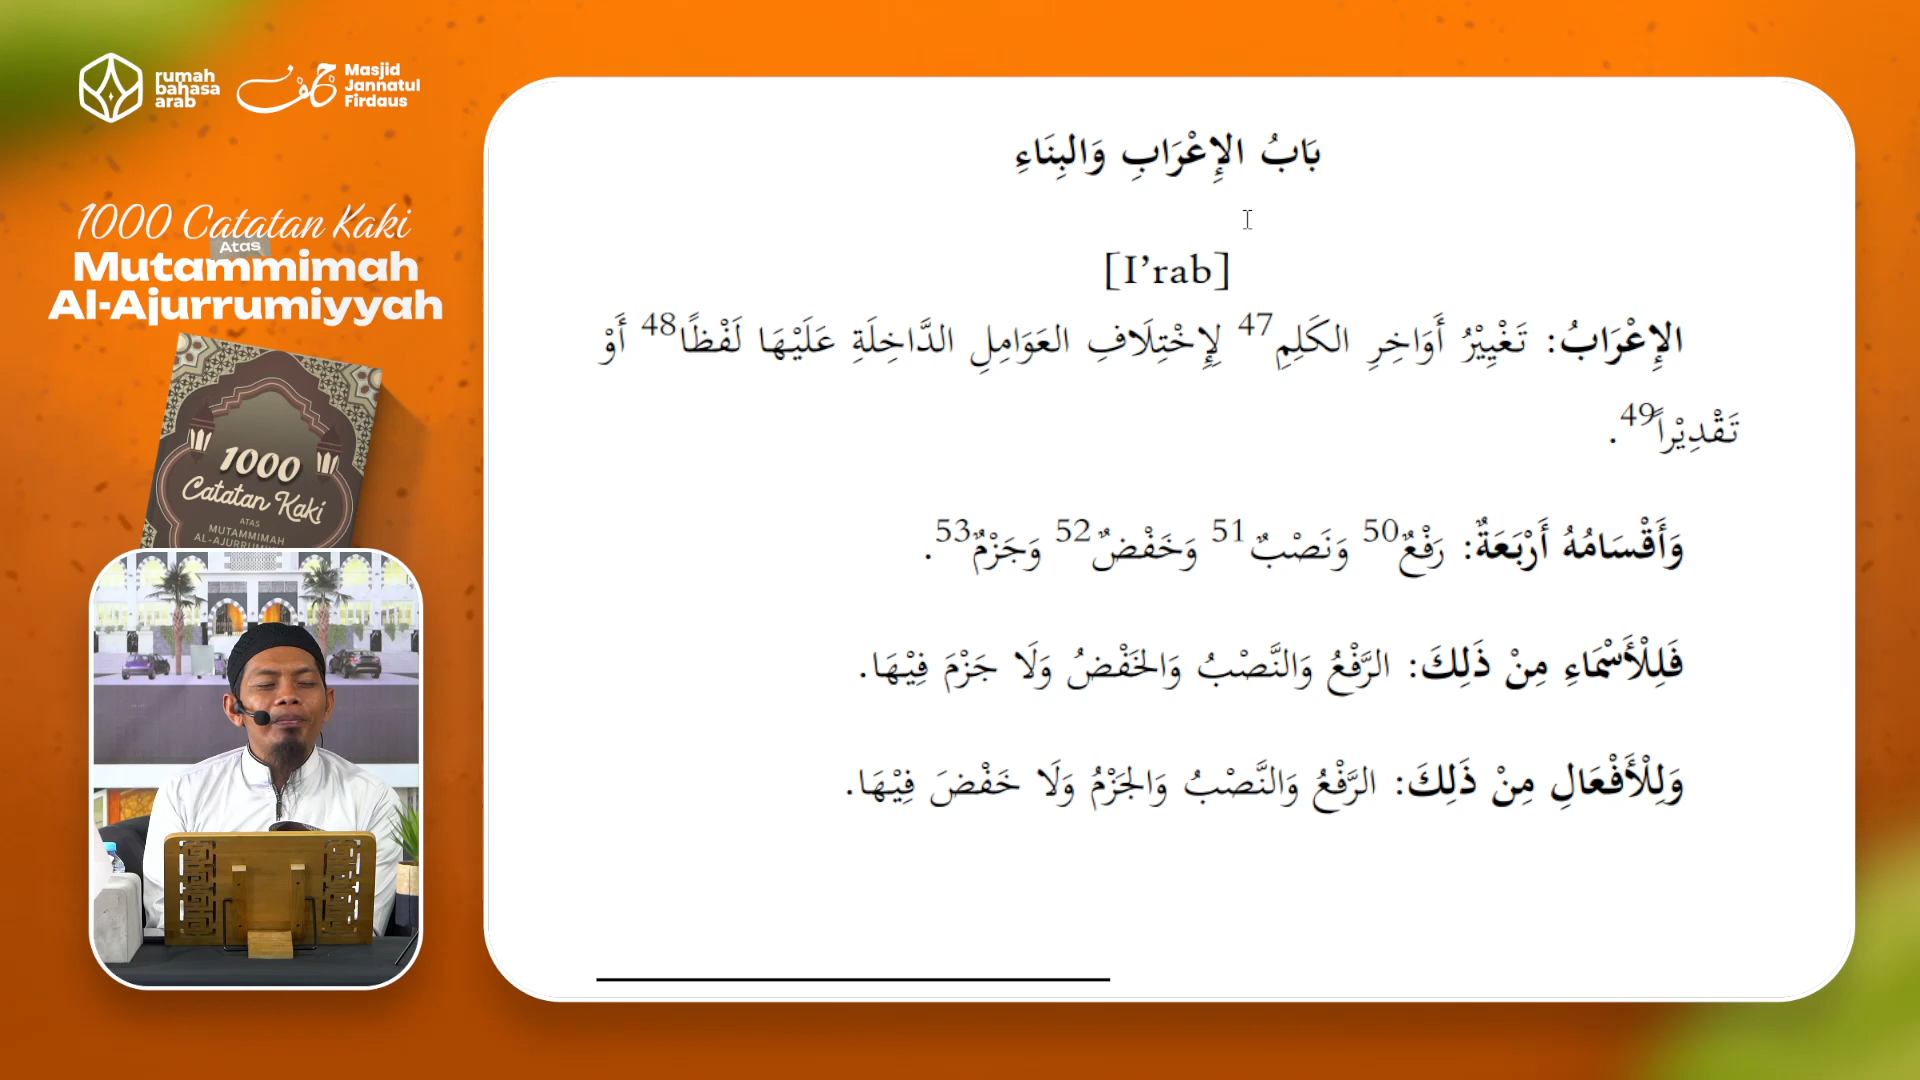 rumah
bahasa
arab
Masjid
Jannatul
Firdaus
1000 Catatan Kaki
Atas
Mutammimah
Al-Ajurrumiyyah
1000
Catatan Kaki
ATAS
MUTAMMIMAH
بَابُ الإِعْرَابِ وَالبِنَاءِ
[I’rab]
الإِعْرَابُ: تَغْيِيْرُ أَوَاخِرِ الكَلِمِ47 لِإِخْتِلَافِ العَوَامِلِ الدَّاخِلَةِ عَلَيْهَا لَفْظًا48 أَوْ
تَقْدِيْراً49.
وَأَقْسَامُهُ أَرْبَعَةٌ: رَفْعٌ50 وَنَصْبٌ51 وَخَفْضٌ52 وَجَزْمٌ53.
فَلِلْأَسْمَاءِ مِنْ ذَلِكَ: الرَّفْعُ وَالنَّصْبُ وَالخَفْضُ وَلَا جَزْمَ فِيْهَا.
وَلِلْأَفْعَالِ مِنْ ذَلِكَ: الرَّفْعُ وَالنَّصْبُ وَالجَزْمُ وَلَا خَفْضَ فِيْهَا.